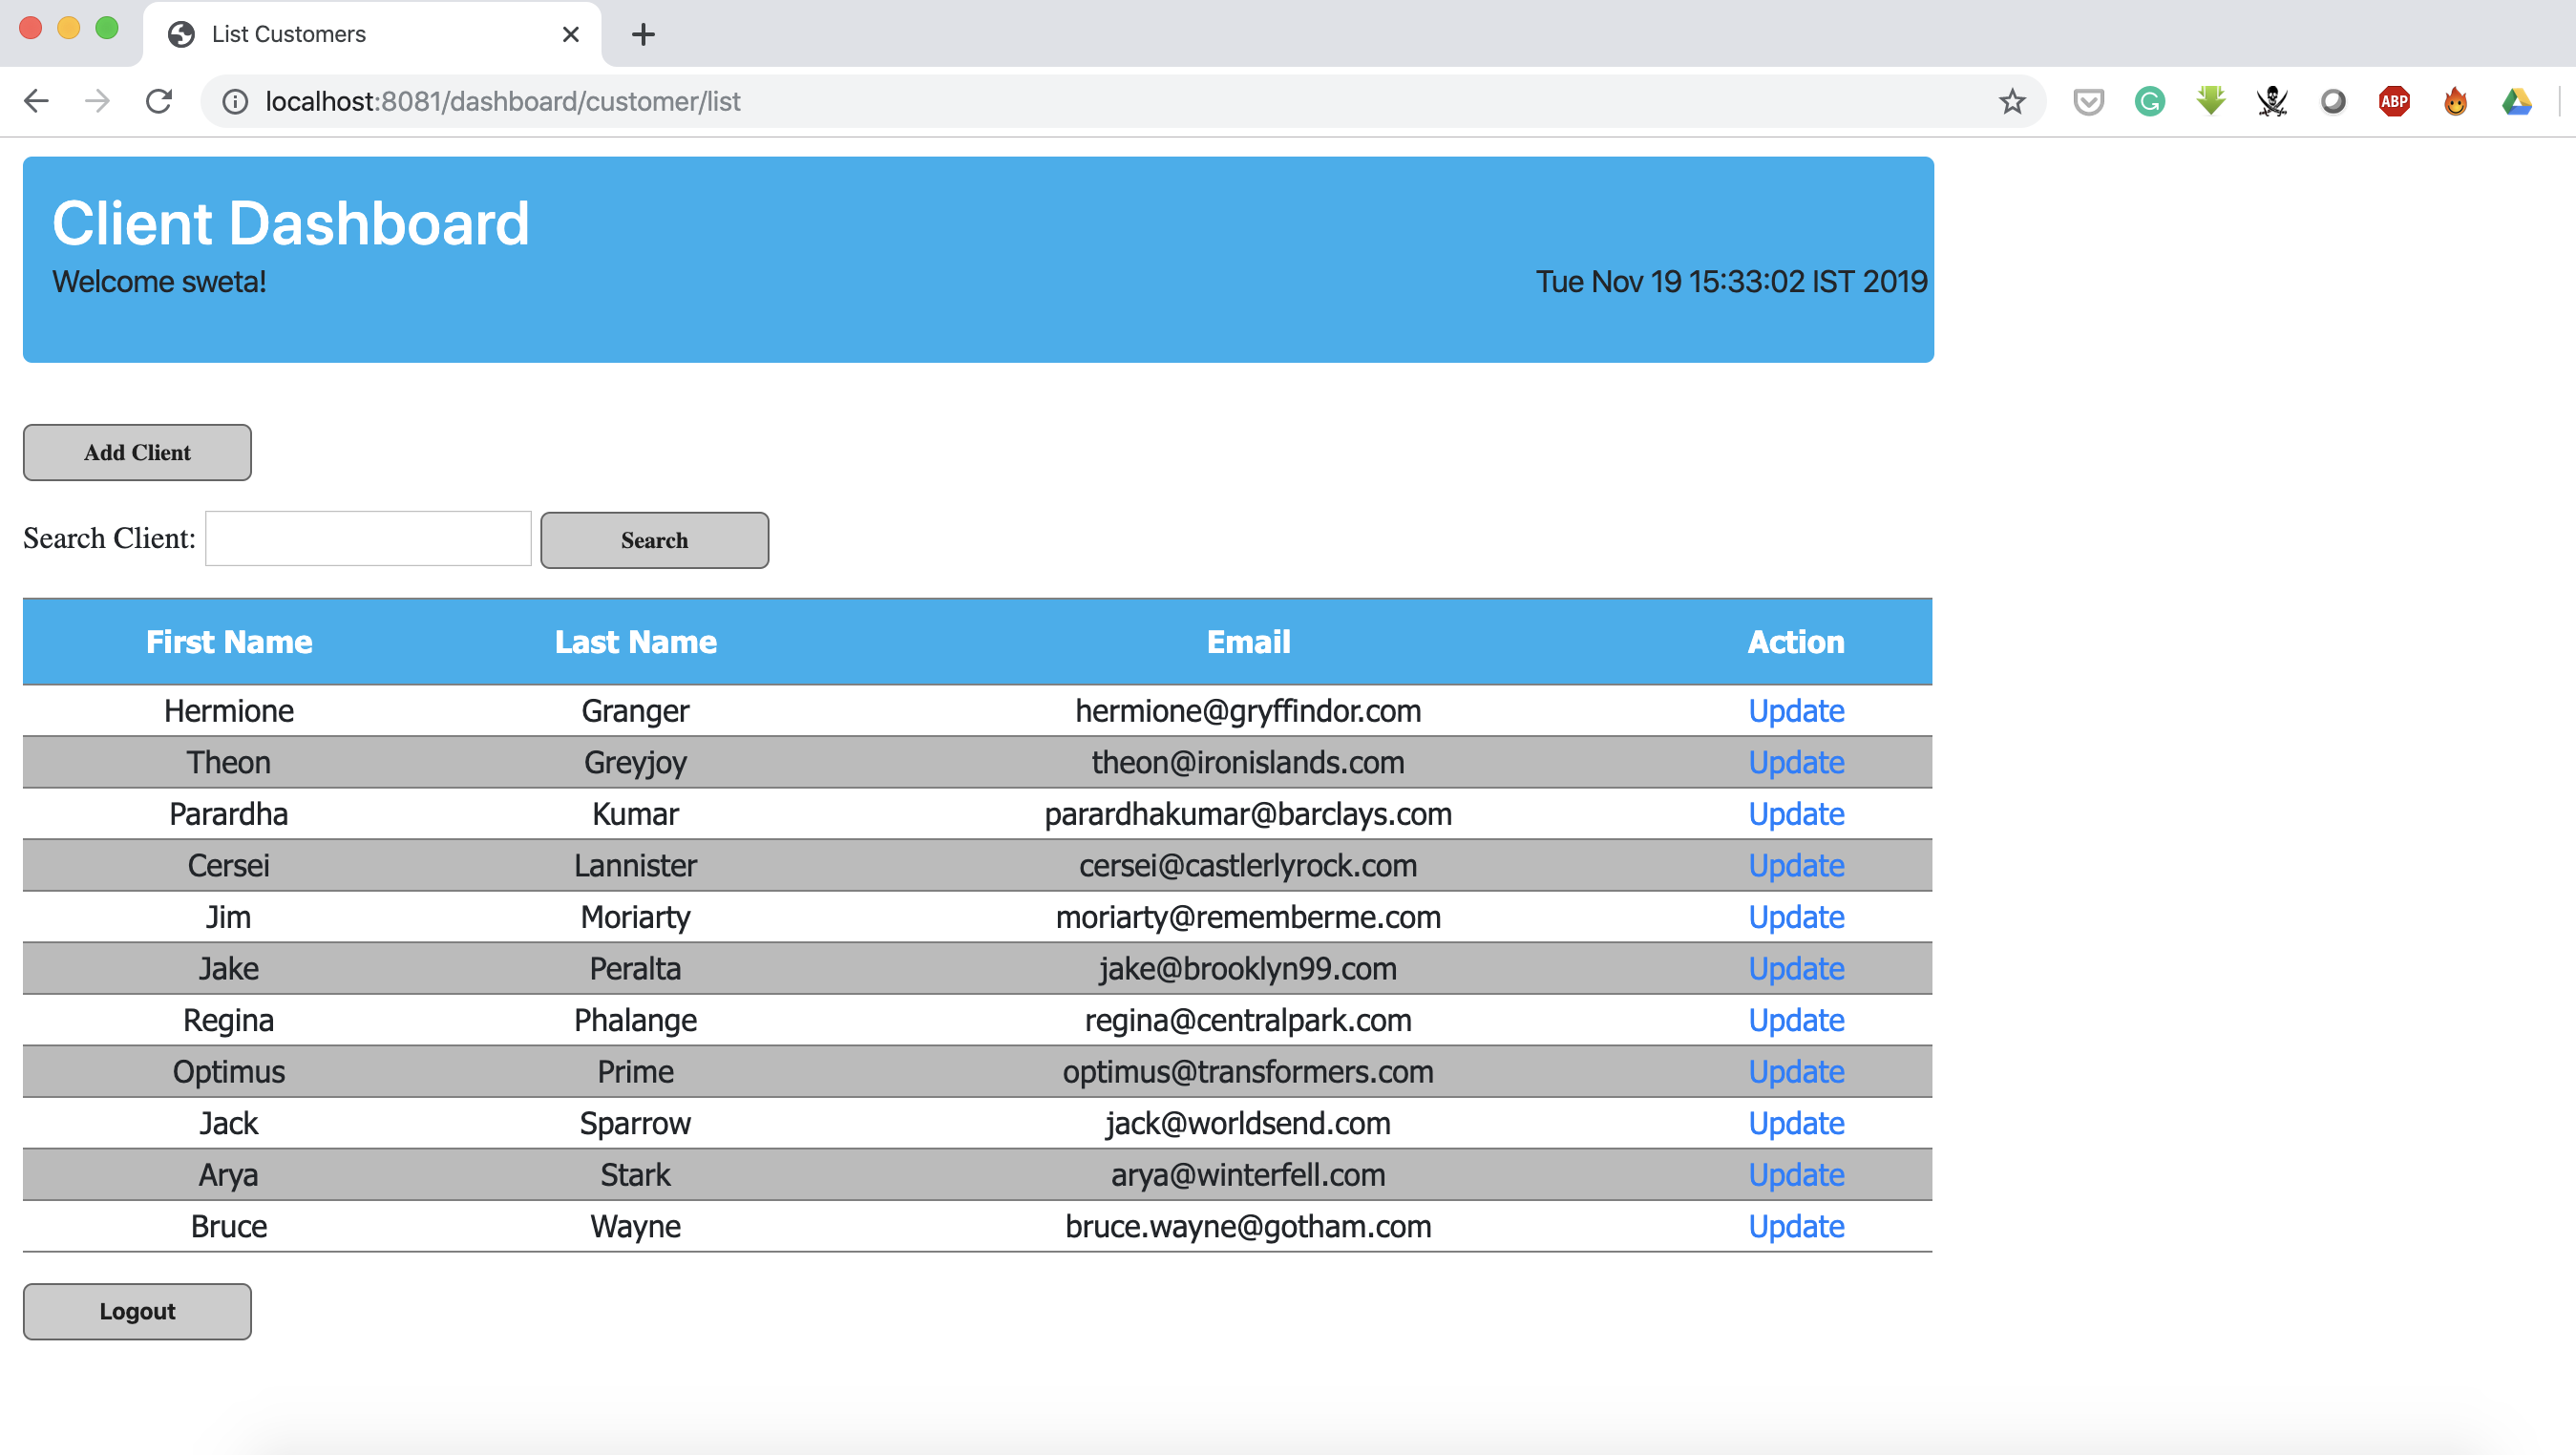 List Customers
localhost:8081/dashboard/customer/list
ABP
Client Dashboard
Welcome sweta!
Tue Nov 19 15:33:02 IST 2019
Add Client
Search Client: Search
First Name Last Name Email Action
Hermione Granger hermione@gryffindor.com Update
Theon Greyjoy theon@ironislands.com Update
Parardha Kumar parardhakumar@barclays.com Update
Cersei Lannister cersei@castlerlyrock.com Update
Jim Moriarty moriarty@rememberme.com Update
Jake Peralta jake@brooklyn99.com Update
Regina Phalange regina@centralpark.com Update
Optimus Prime optimus@transformers.com Update
Jack Sparrow jack@worldsend.com Update
Arya Stark arya@winterfell.com Update
Bruce Wayne bruce.wayne@gotham.com Update
Logout